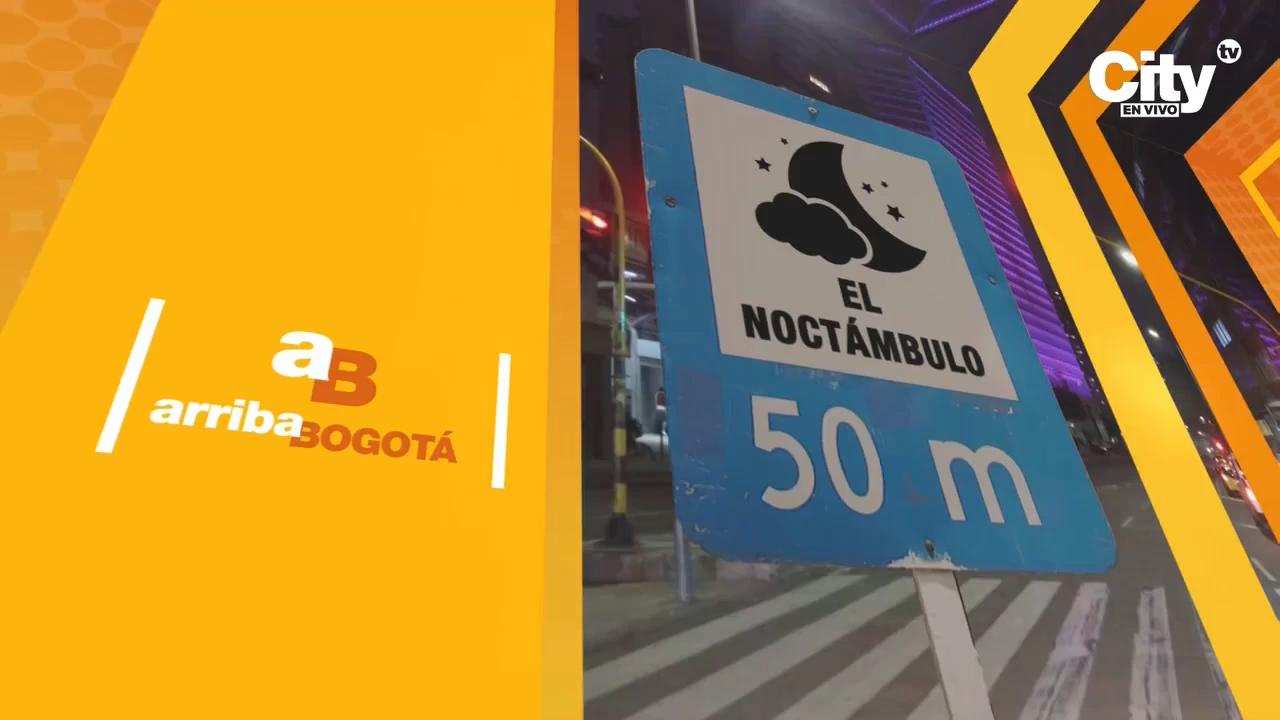 City tv
EN VIVO
aB
arriba BOGOTÁ
EL
NOCTÁMBULO
50 m